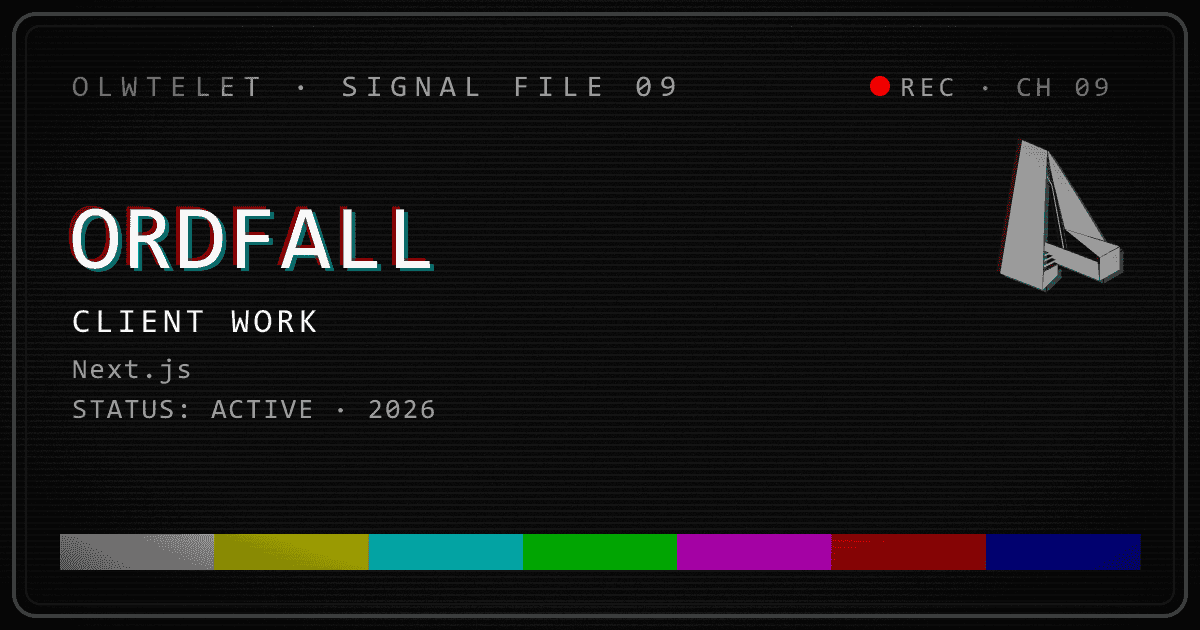 OLWTELET · SIGNAL FILE 09
REC · CH 09
ORDFALL
CLIENT WORK
Next.js
STATUS: ACTIVE · 2026